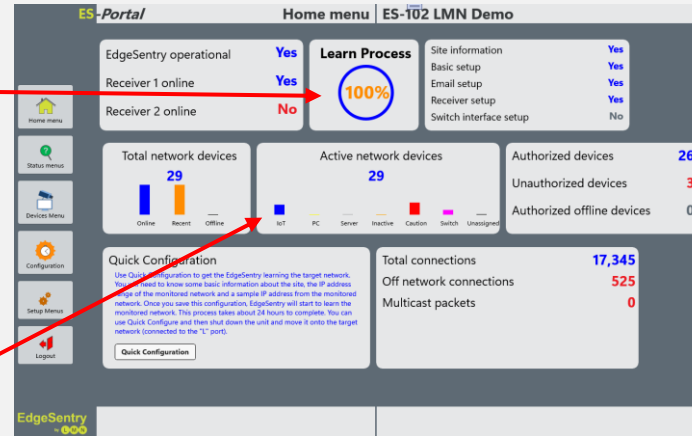 ES-Portal
Home menu
ES-102 LMN Demo
EdgeSentry operational Yes
Receiver 1 online Yes
Receiver 2 online No
Learn Process
100%
Site information Yes
Basic setup Yes
Email setup Yes
Receiver setup Yes
Switch interface setup No
Home menu
Status menus
Devices Menu
Configuration
Setup Menus
Logout
Total network devices
29
Online Recent Offline
Active network devices
29
IoT PC Server Inactive Caution Switch Unassigned
Authorized devices 26
Unauthorized devices 3
Authorized offline devices 0
Quick Configuration
Use Quick Configuration to get the EdgeSentry learning the target network.
You will need to know some basic information about the site, the IP address
range of the monitored network and a sample IP address from the monitored
network. Once you save this configuration, EdgeSentry will start to learn the
monitored network. This process takes about 24 hours to complete. You can
use Quick Configure and then shut down the unit and move it onto the target
network (connected to the "L" port).
Quick Configuration
Total connections 17,345
Off network connections 525
Multicast packets 0
EdgeSentry
by LMN